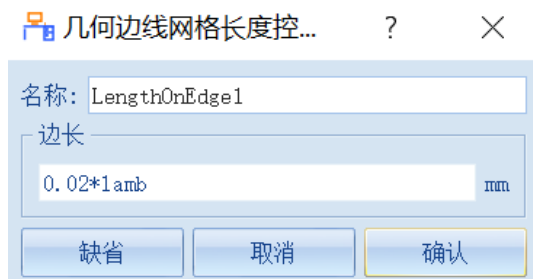 几何边线网格长度控... ?
名称: LengthOnEdge1
边长
0.02*lamb mm
缺省 取消 确认